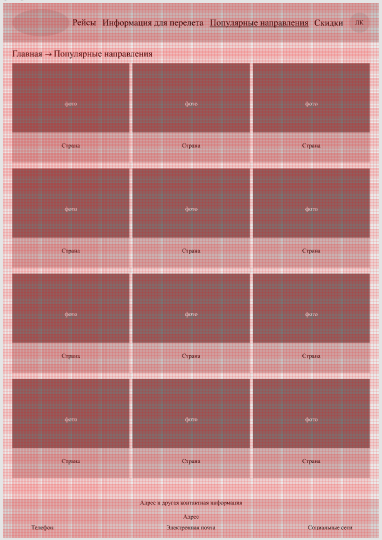 Рейсы Информация для перелета Популярные направления Скидки ЛК
Главная → Популярные направления
фото фото фото
Страна Страна Страна
фото фото фото
Страна Страна Страна
фото фото фото
Страна Страна Страна
фото фото фото
Страна Страна Страна
Адрес и другая контактная информация
Адрес
Телефон Электронная почта Социальные сети